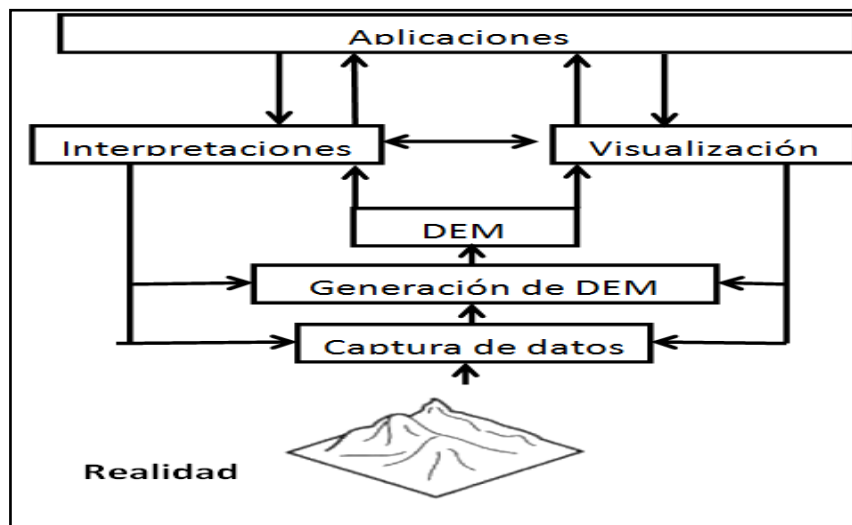 Aplicaciones
Interpretaciones
Visualización
DEM
Generación de DEM
Captura de datos
Realidad